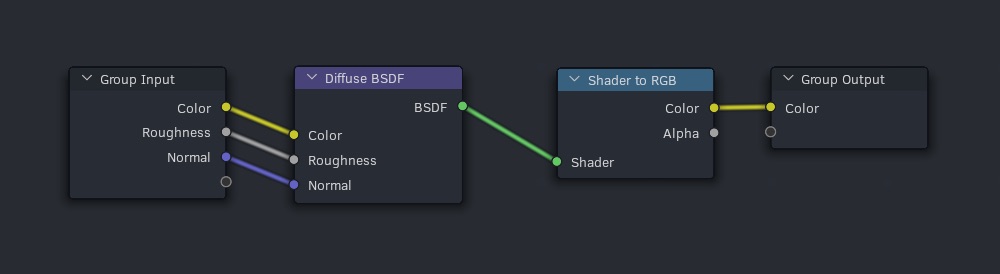 Group Input
Color
Roughness
Normal
Diffuse BSDF
BSDF
Color
Roughness
Normal
Shader to RGB
Color
Alpha
Shader
Group Output
Color